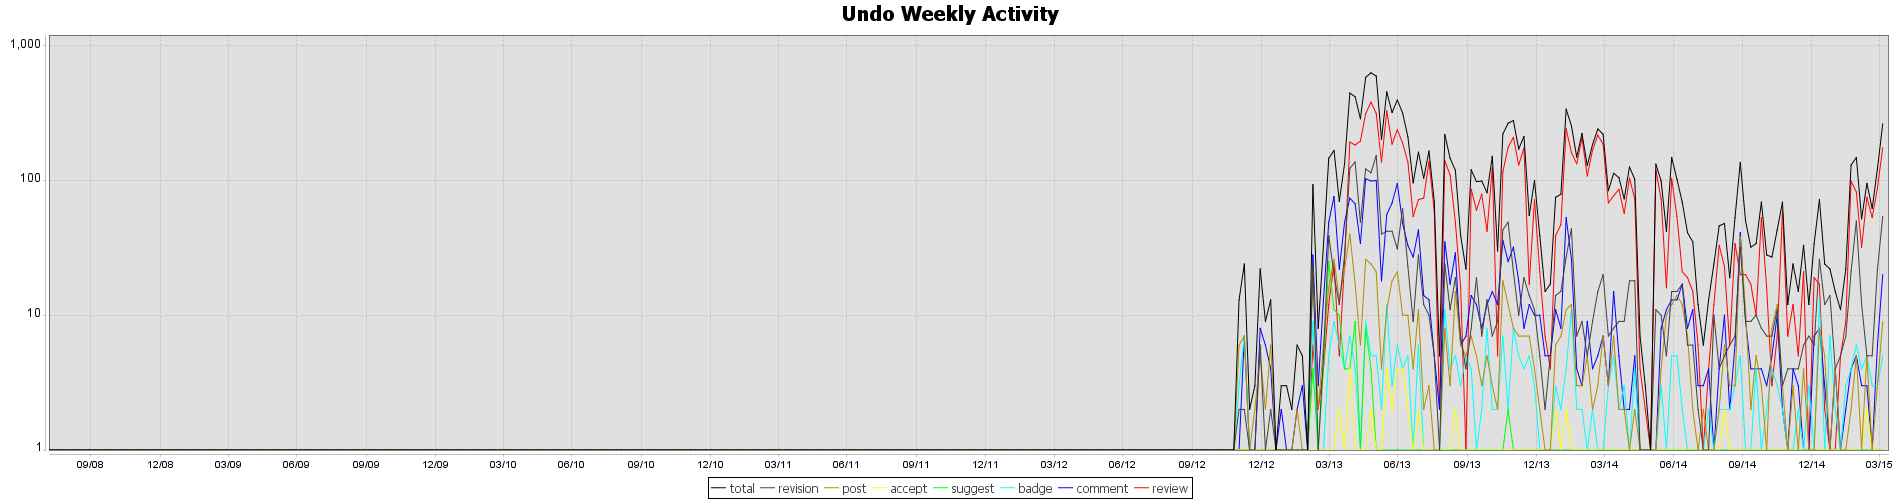 Undo Weekly Activity
1,000
100
10
1
09/08 12/08 03/09 06/09 09/09 12/09 03/10 06/10 09/10 12/10 03/11 06/11 09/11 12/11 03/12 06/12 09/12 12/12 03/13 06/13 09/13 12/13 03/14 06/14 09/14 12/14 03/15
total revision post accept suggest badge comment review